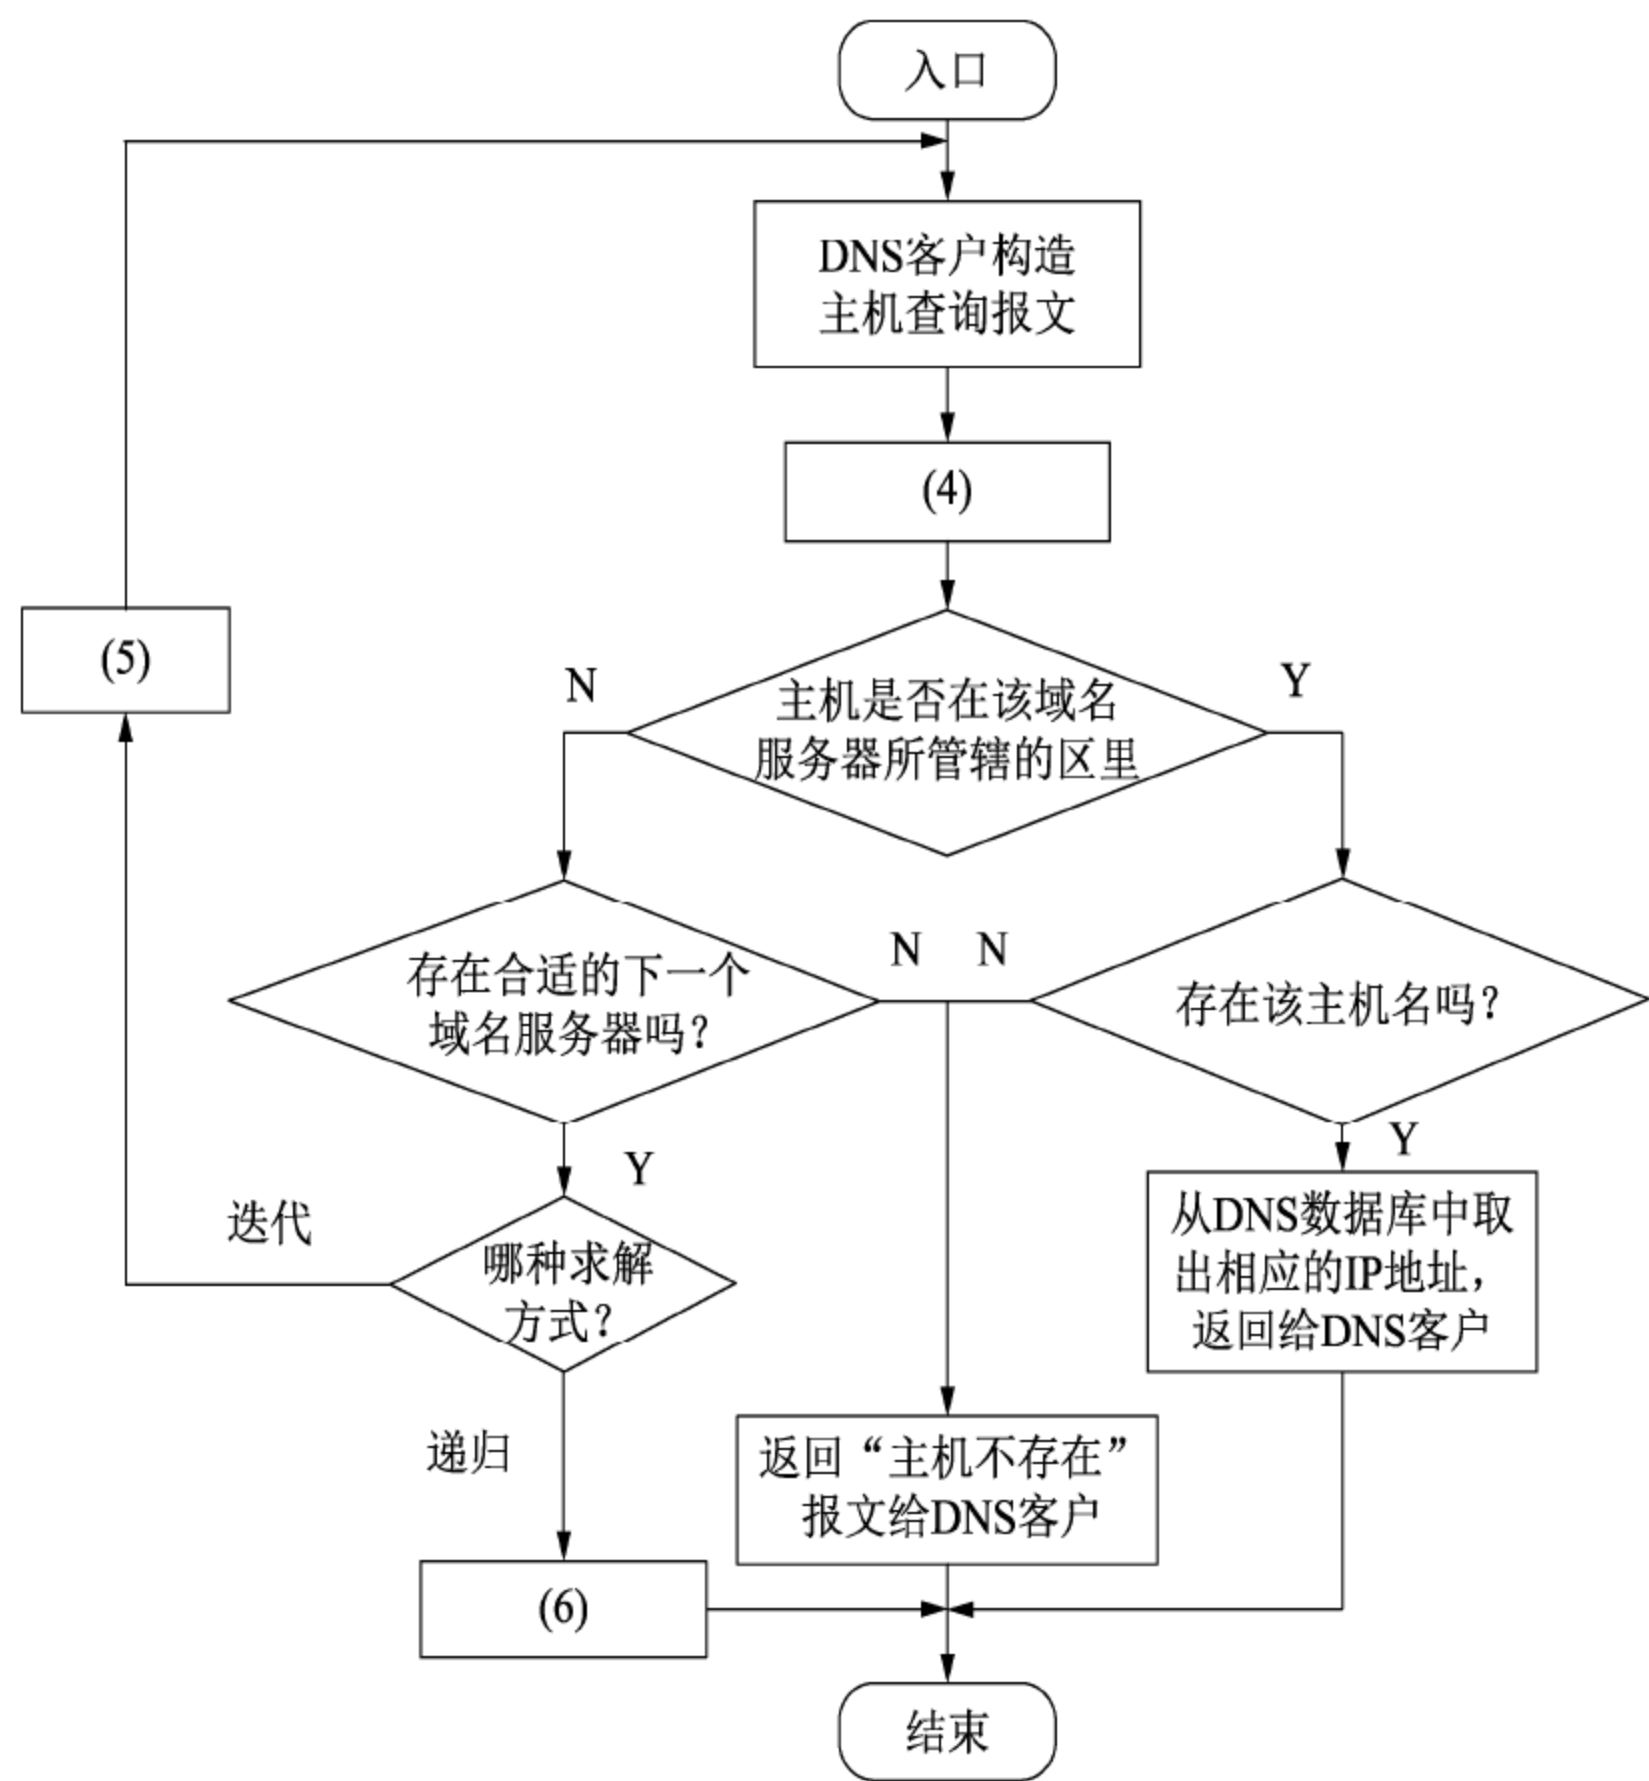 入口
DNS客户构造
主机查询报文
(4)
(5)
N
Y
主机是否在该域名
服务器所管辖的区里
N
N
存在合适的下一个
域名服务器吗?
存在该主机名吗?
Y
Y
迭代
哪种求解
方式?
从DNS数据库中取
出相应的IP地址，
返回给DNS客户
递归
返回“主机不存在”
报文给DNS客户
(6)
结束